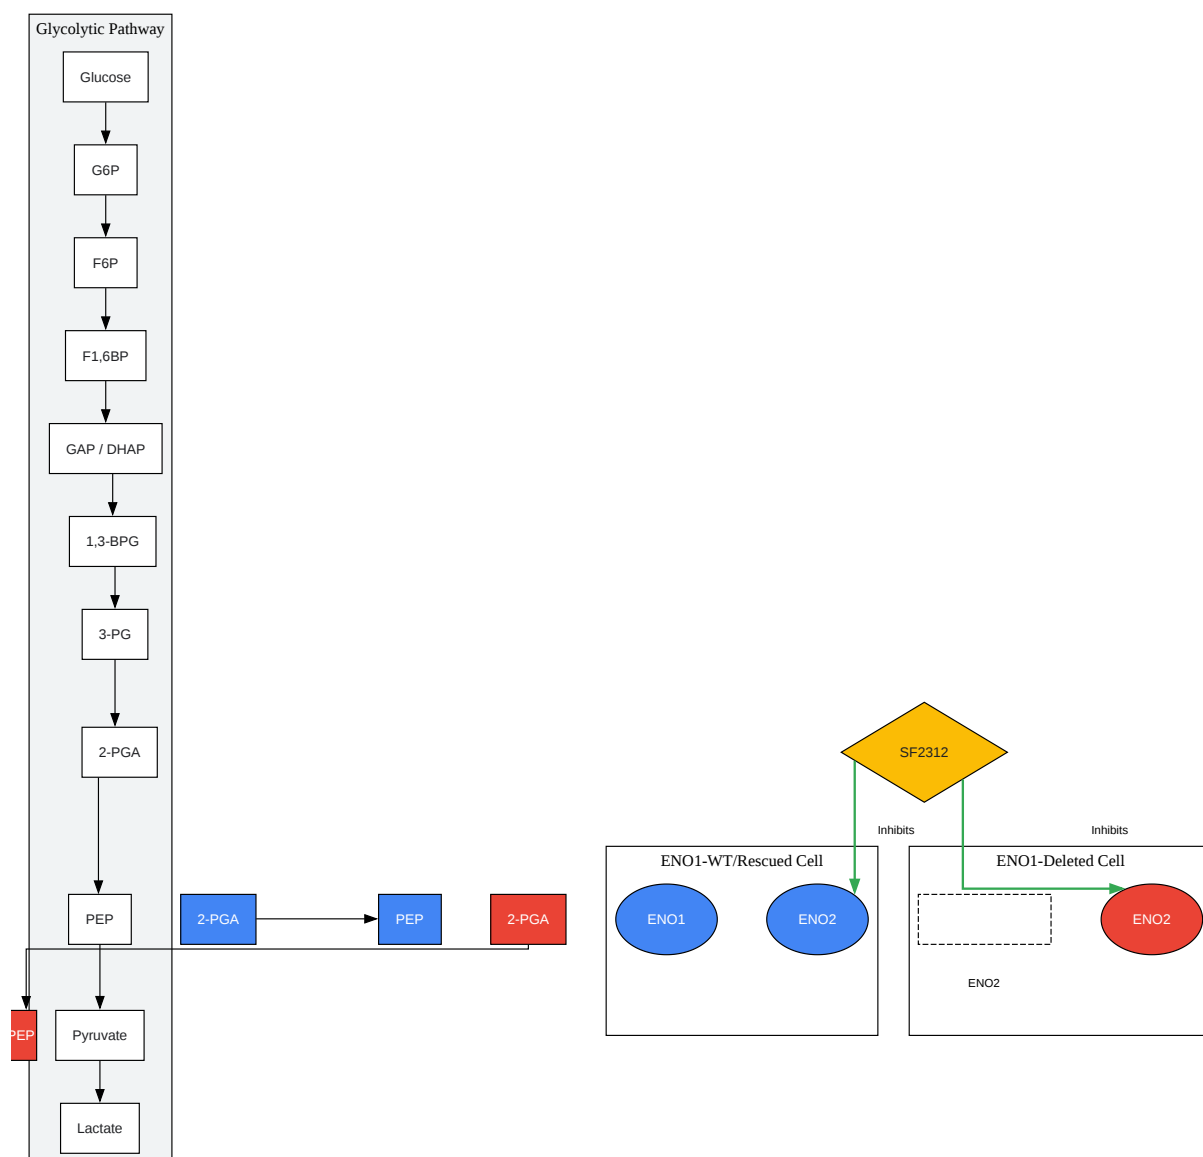 Glycolytic Pathway
Glucose
G6P
F6P
F1,6BP
GAP / DHAP
1,3-BPG
3-PG
2-PGA
PEP
Pyruvate
Lactate
2-PGA
PEP
2-PGA
PEP
SF2312
Inhibits
Inhibits
ENO1-WT/Rescued Cell
ENO1
ENO2
ENO1-Deleted Cell
ENO2
ENO2